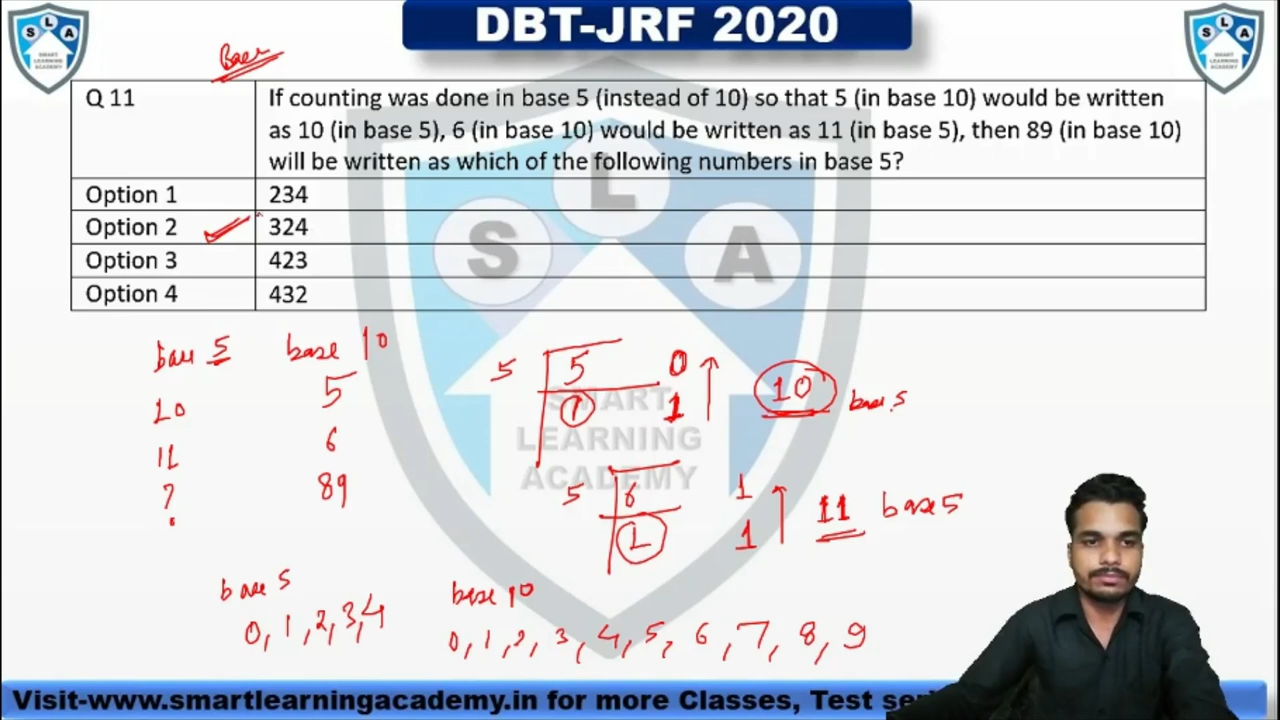 DBT-JRF 2020
S L A
SMART LEARNING ACADEMY
S L A
SMART LEARNING ACADEMY
Base
Q 11
If counting was done in base 5 (instead of 10) so that 5 (in base 10) would be written
as 10 (in base 5), 6 (in base 10) would be written as 11 (in base 5), then 89 (in base 10)
will be written as which of the following numbers in base 5?
Option 1 234
Option 2 324
Option 3 423
Option 4 432
S L A
SMART
LEARNING
ACADEMY
base 5 base 10
10 5
11 6
? 89
5 5 0
1 1
10 base 5
5 6 1
1 1
11 base 5
base 5
0, 1, 2, 3, 4
base 10
0, 1, 2, 3, 4, 5, 6, 7, 8, 9
Visit-www.smartlearningacademy.in for more Classes, Test